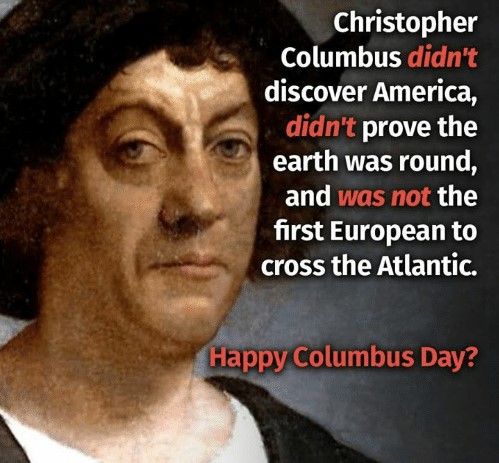 Christopher
Columbus didn't
discover America,
didn't prove the
earth was round,
and was not the
first European to
cross the Atlantic.
Happy Columbus Day?